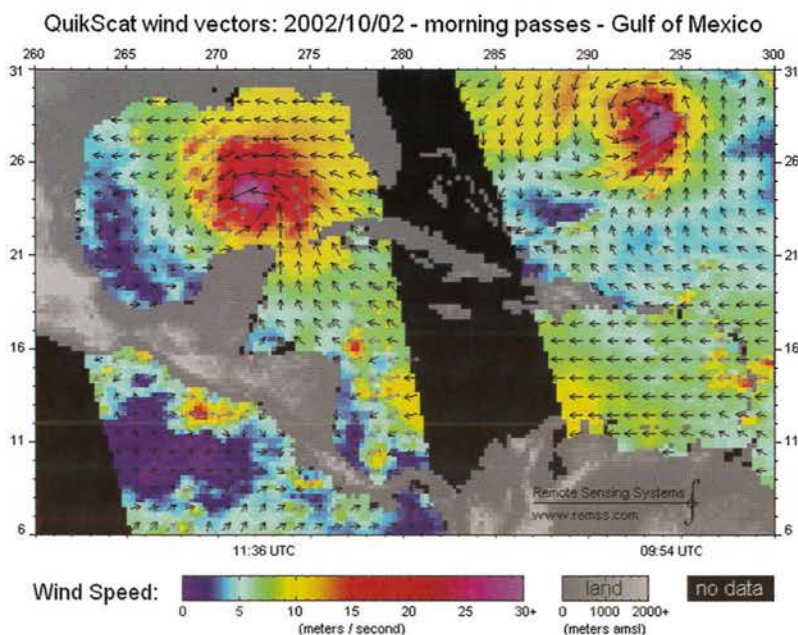 QuikScat wind vectors: 2002/10/02 - morning passes - Gulf of Mexico
260 265 270 275 280 285 290 295 300
31 31
26 26
21 21
16 16
11 11
6 6
Remote Sensing Systems
www.remss.com
11:36 UTC 09:54 UTC
Wind Speed: land no data
0 5 10 15 20 25 30+ 0 1000 2000+
(meters / second) (meters amsl)